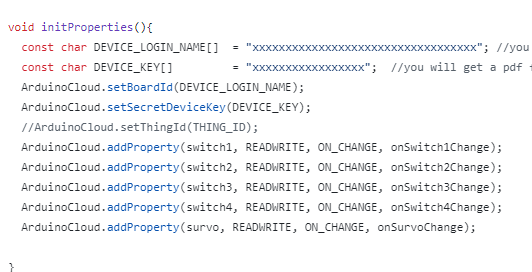 void initProperties(){
const char DEVICE_LOGIN_NAME[] = "xxxxxxxxxxxxxxxxxxxxxxxxxxxxxxxxxx"; //you
const char DEVICE_KEY[] = "xxxxxxxxxxxxxxxxx"; //you will get a pdf
ArduinoCloud.setBoardId(DEVICE_LOGIN_NAME);
ArduinoCloud.setSecretDeviceKey(DEVICE_KEY);
//ArduinoCloud.setThingId(THING_ID);
ArduinoCloud.addProperty(switch1, READWRITE, ON_CHANGE, onSwitch1Change);
ArduinoCloud.addProperty(switch2, READWRITE, ON_CHANGE, onSwitch2Change);
ArduinoCloud.addProperty(switch3, READWRITE, ON_CHANGE, onSwitch3Change);
ArduinoCloud.addProperty(switch4, READWRITE, ON_CHANGE, onSwitch4Change);
ArduinoCloud.addProperty(survo, READWRITE, ON_CHANGE, onSurvoChange);
}